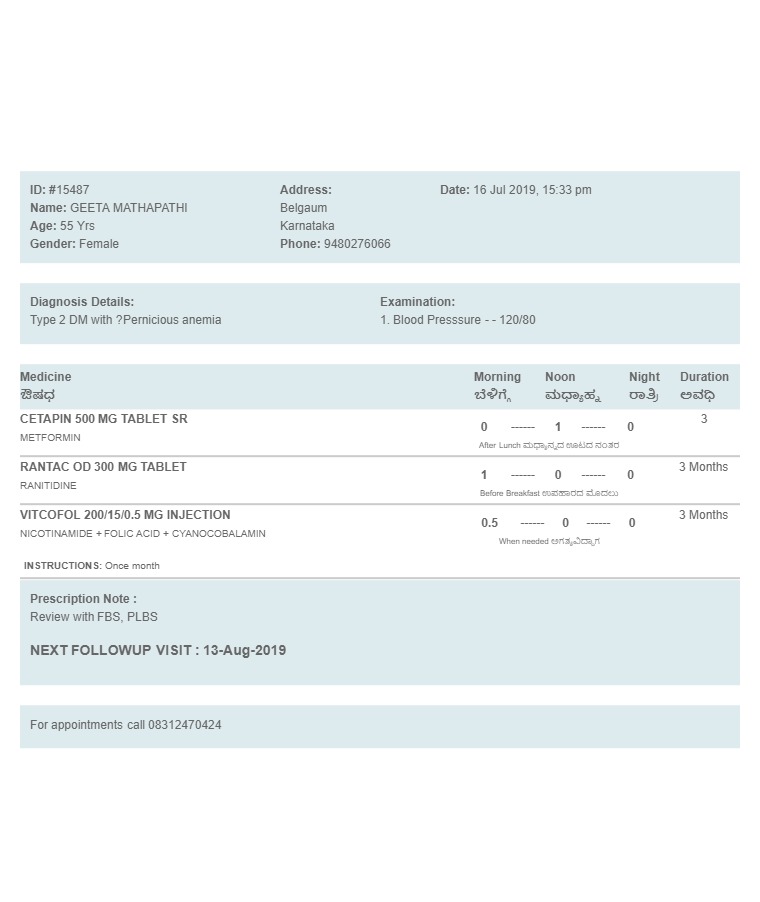 ID: #15487
Name: GEETA MATHAPATHI
Age: 55 Yrs
Gender: Female
Address:
Belgaum
Karnataka
Phone: 9480276066
Date: 16 Jul 2019, 15:33 pm
Diagnosis Details:
Type 2 DM with ?Pernicious anemia
Examination:
1. Blood Presssure - - 120/80
Medicine Morning Noon Night Duration
ಔಷಧ ಬೆಳಿಗ್ಗೆ ಮಧ್ಯಾಹ್ನ ರಾತ್ರಿ ಅವಧಿ
CETAPIN 500 MG TABLET SR 0 ------ 1 ------ 0 3
METFORMIN
After Lunch ಮಧ್ಯಾನ್ಹದ ಊಟದ ನಂತರ
RANTAC OD 300 MG TABLET 1 ------ 0 ------ 0 3 Months
RANITIDINE
Before Breakfast ಉಪಹಾರದ ಮೊದಲು
VITCOFOL 200/15/0.5 MG INJECTION 0.5 ------ 0 ------ 0 3 Months
NICOTINAMIDE + FOLIC ACID + CYANOCOBALAMIN
When needed ಅಗತ್ಯವಿದ್ದಾಗ
INSTRUCTIONS: Once month
Prescription Note :
Review with FBS, PLBS
NEXT FOLLOWUP VISIT : 13-Aug-2019
For appointments call 08312470424